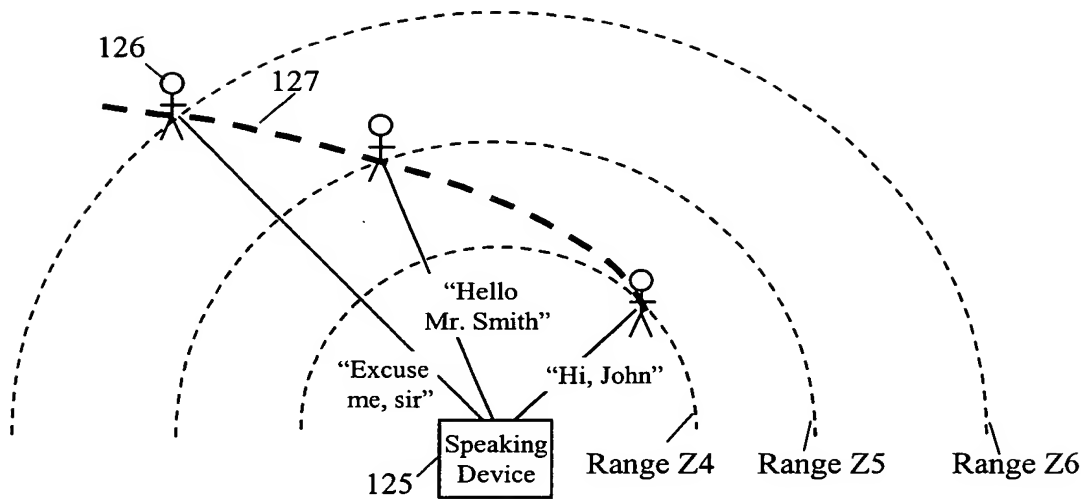 126
127
“Hello
Mr. Smith”
“Excuse
me, sir”
“Hi, John”
Speaking
Device
125
Range Z4
Range Z5
Range Z6